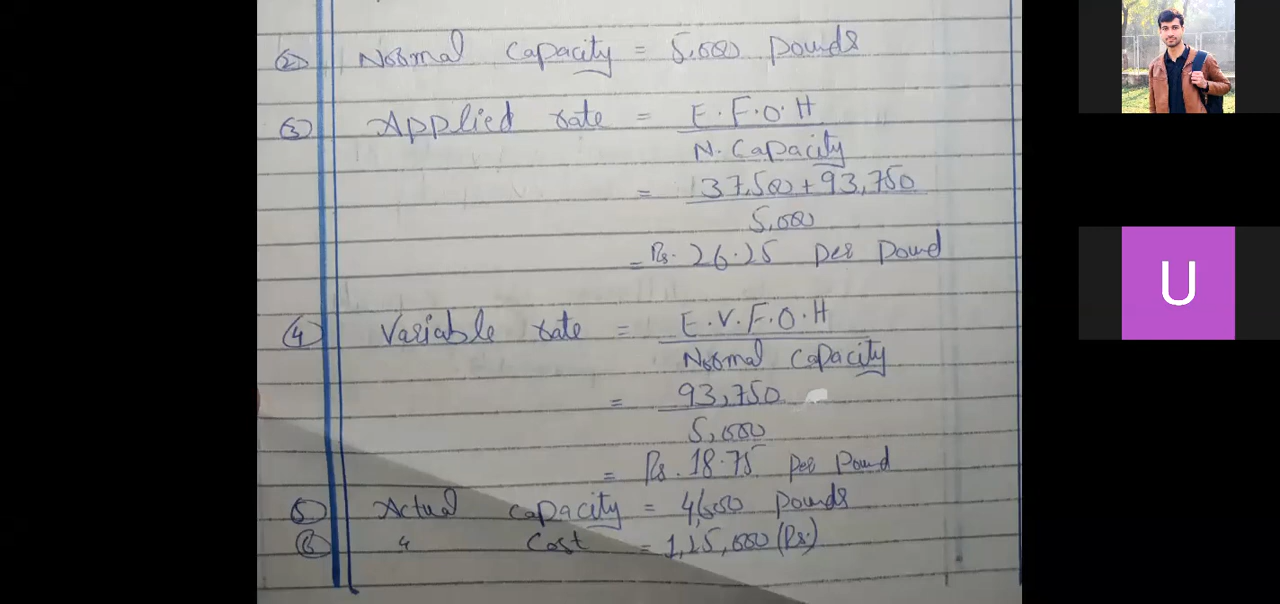 (2) Normal capacity = 5,000 pounds
(3) Applied rate = E.F.O.H
N. Capacity
= 37,500 + 93,750
5,000
= Rs. 26.25 per pound
(4) Variable rate = E.V.F.O.H
Normal Capacity
= 93,750
5,000
= Rs. 18.75 per pound
(5) Actual capacity = 4,600 pounds
(6) " Cost = 1,25,000 (Rs.)
U